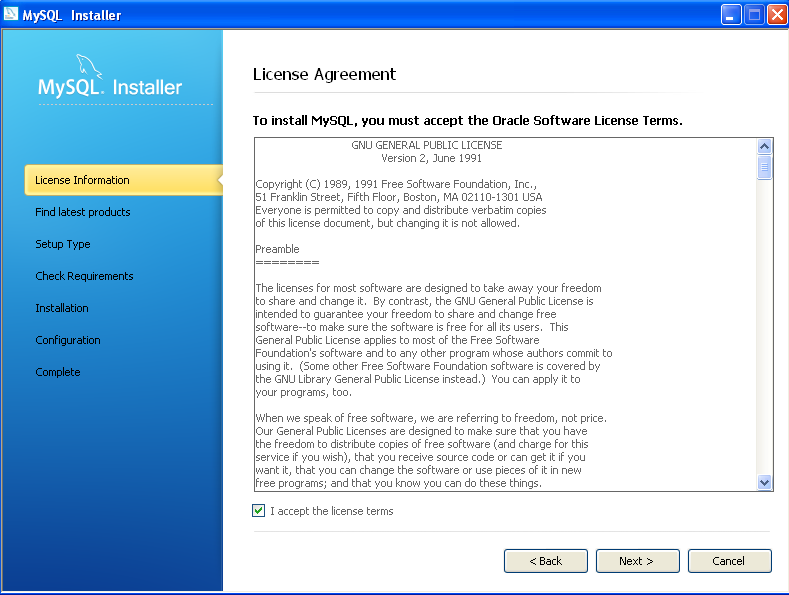 MySQL Installer
MySQL. Installer
License Information
Find latest products
Setup Type
Check Requirements
Installation
Configuration
Complete
License Agreement
To install MySQL, you must accept the Oracle Software License Terms.
GNU GENERAL PUBLIC LICENSE
Version 2, June 1991
Copyright (C) 1989, 1991 Free Software Foundation, Inc.,
51 Franklin Street, Fifth Floor, Boston, MA 02110-1301 USA
Everyone is permitted to copy and distribute verbatim copies
of this license document, but changing it is not allowed.
Preamble
========
The licenses for most software are designed to take away your freedom
to share and change it. By contrast, the GNU General Public License is
intended to guarantee your freedom to share and change free
software--to make sure the software is free for all its users. This
General Public License applies to most of the Free Software
Foundation's software and to any other program whose authors commit to
using it. (Some other Free Software Foundation software is covered by
the GNU Library General Public License instead.) You can apply it to
your programs, too.
When we speak of free software, we are referring to freedom, not price.
Our General Public Licenses are designed to make sure that you have
the freedom to distribute copies of free software (and charge for this
service if you wish), that you receive source code or can get it if you
want it, that you can change the software or use pieces of it in new
free programs; and that you know you can do these things.
I accept the license terms
< Back
Next >
Cancel